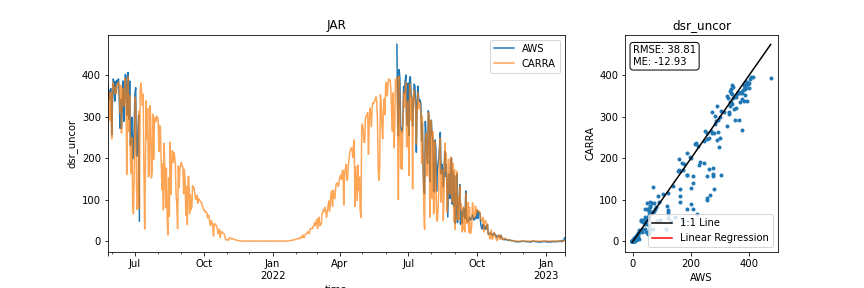 JAR
dsr_uncor
400
300
200
100
0
Jul
Oct
Jan
2022
Apr
Jul
Oct
Jan
2023
AWS
CARRA
dsr_uncor
RMSE: 38.81
ME: -12.93
CARRA
400
300
200
100
0
0
200
400
AWS
1:1 Line
Linear Regression